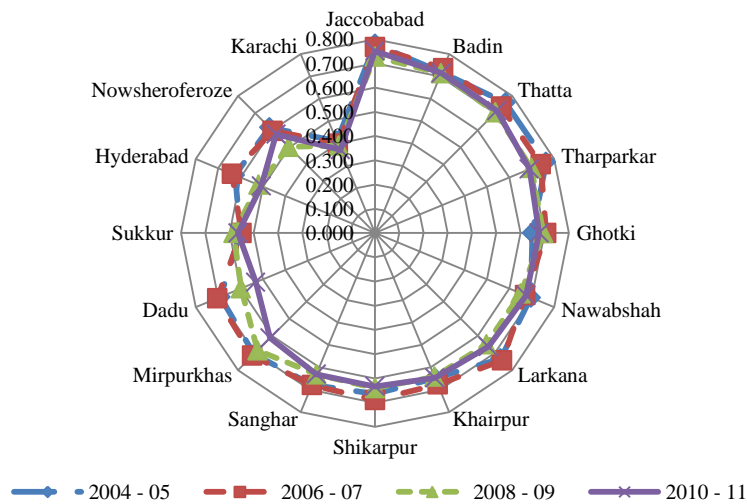 Jaccobabad
0.800
Karachi
Badin
0.700
Nowsheroferoze
0.600
Thatta
0.500
0.400
Hyderabad
0.300
Tharparkar
0.200
0.100
Sukkur
0.000
Ghotki
Dadu
Nawabshah
Mirpurkhas
Larkana
Sanghar
Khairpur
Shikarpur
2004 - 05
2006 - 07
2008 - 09
2010 - 11